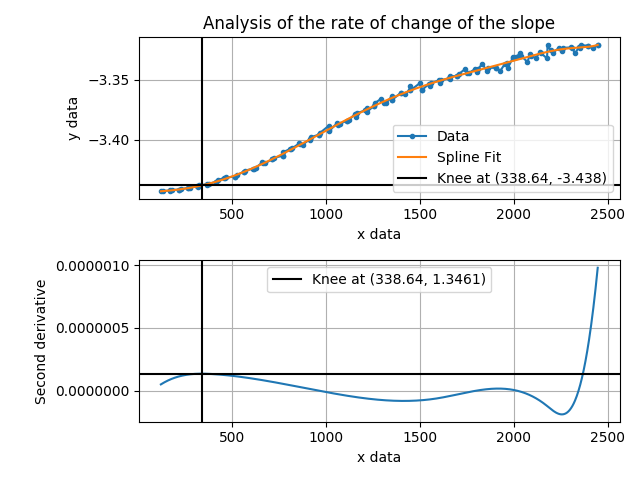 Analysis of the rate of change of the slope
y data
−3.35
−3.40
Data
Spline Fit
Knee at (338.64, -3.438)
500 1000 1500 2000 2500
x data
Second derivative
0.0000010
0.0000005
0.0000000
Knee at (338.64, 1.3461)
500 1000 1500 2000 2500
x data